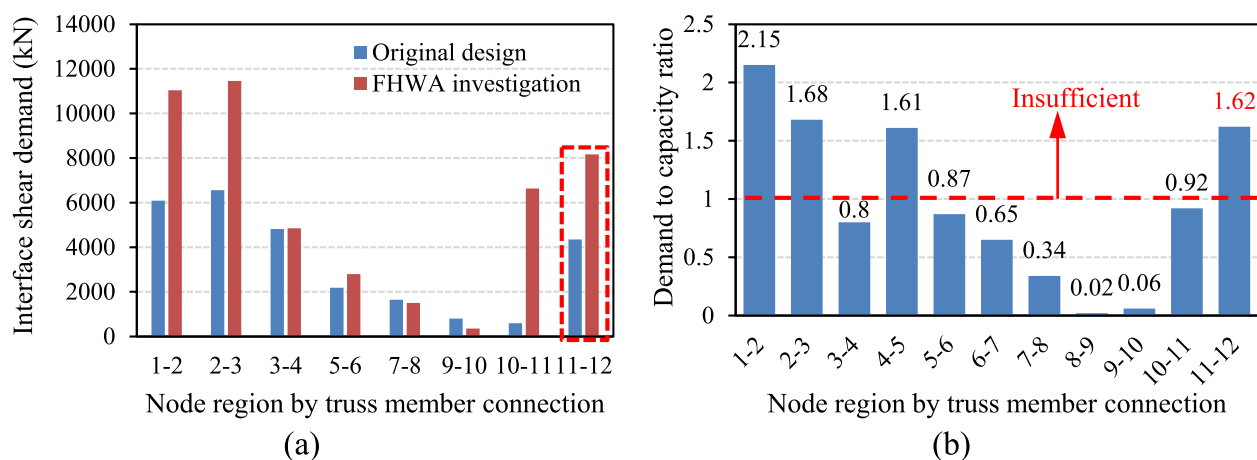 Interface shear demand (kN)
14000
12000
10000
8000
6000
4000
2000
0
Original design
FHWA investigation
1-2 2-3 3-4 5-6 7-8 9-10 10-11 11-12
Node region by truss member connection
(a)
Demand to capacity ratio
2.5
2
1.5
1
0.5
0
2.15
1.68
0.8
1.61
0.87
0.65
0.34
0.02
0.06
0.92
1.62
Insufficient
1-2 2-3 3-4 4-5 5-6 6-7 7-8 8-9 9-10 10-11 11-12
Node region by truss member connection
(b)